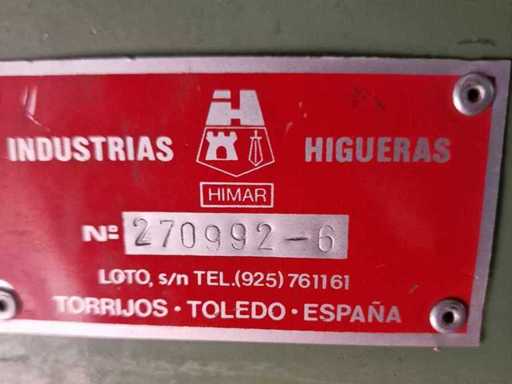 INDUSTRIAS HIGUERAS
HIMAR
Nº 270992-6
LOTO, s/n TEL.(925) 761161
TORRIJOS · TOLEDO · ESPAÑA